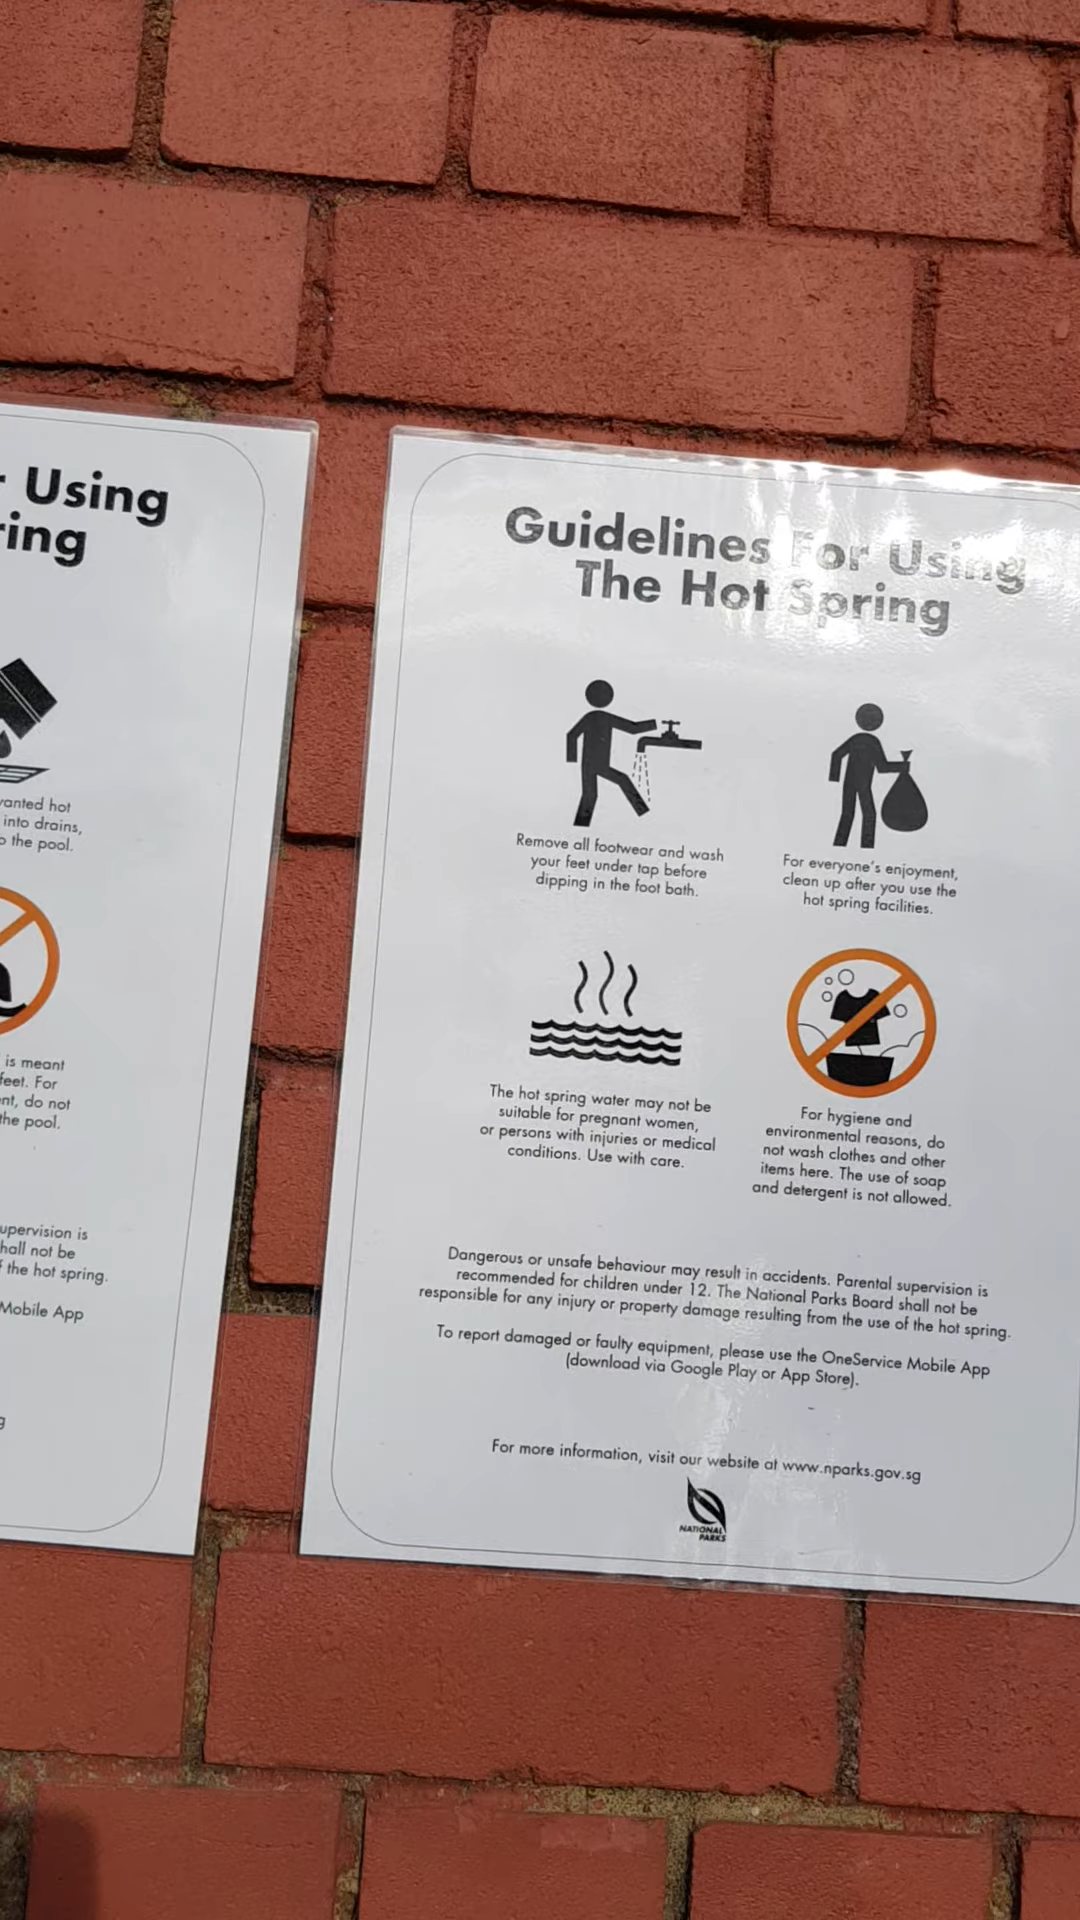 Using
ring
anted hot
into drains,
the pool.
is meant
feet. For
do not
the pool.
upervision is
hall not be
the hot spring.
Mobile App
g
Guidelines For Using
The Hot Spring
Remove all footwear and wash
your feet under tap before
dipping in the foot bath.
For everyone's enjoyment,
clean up after you use the
hot spring facilities.
The hot spring water may not be
suitable for pregnant women,
or persons with injuries or medical
conditions. Use with care.
For hygiene and
environmental reasons, do
not wash clothes and other
items here. The use of soap
and detergent is not allowed.
Dangerous or unsafe behaviour may result in accidents. Parental supervision is
recommended for children under 12. The National Parks Board shall not be
responsible for any injury or property damage resulting from the use of the hot spring.
To report damaged or faulty equipment, please use the OneService Mobile App
(download via Google Play or App Store).
For more information, visit our website at www.nparks.gov.sg
NATIONAL
PARKS